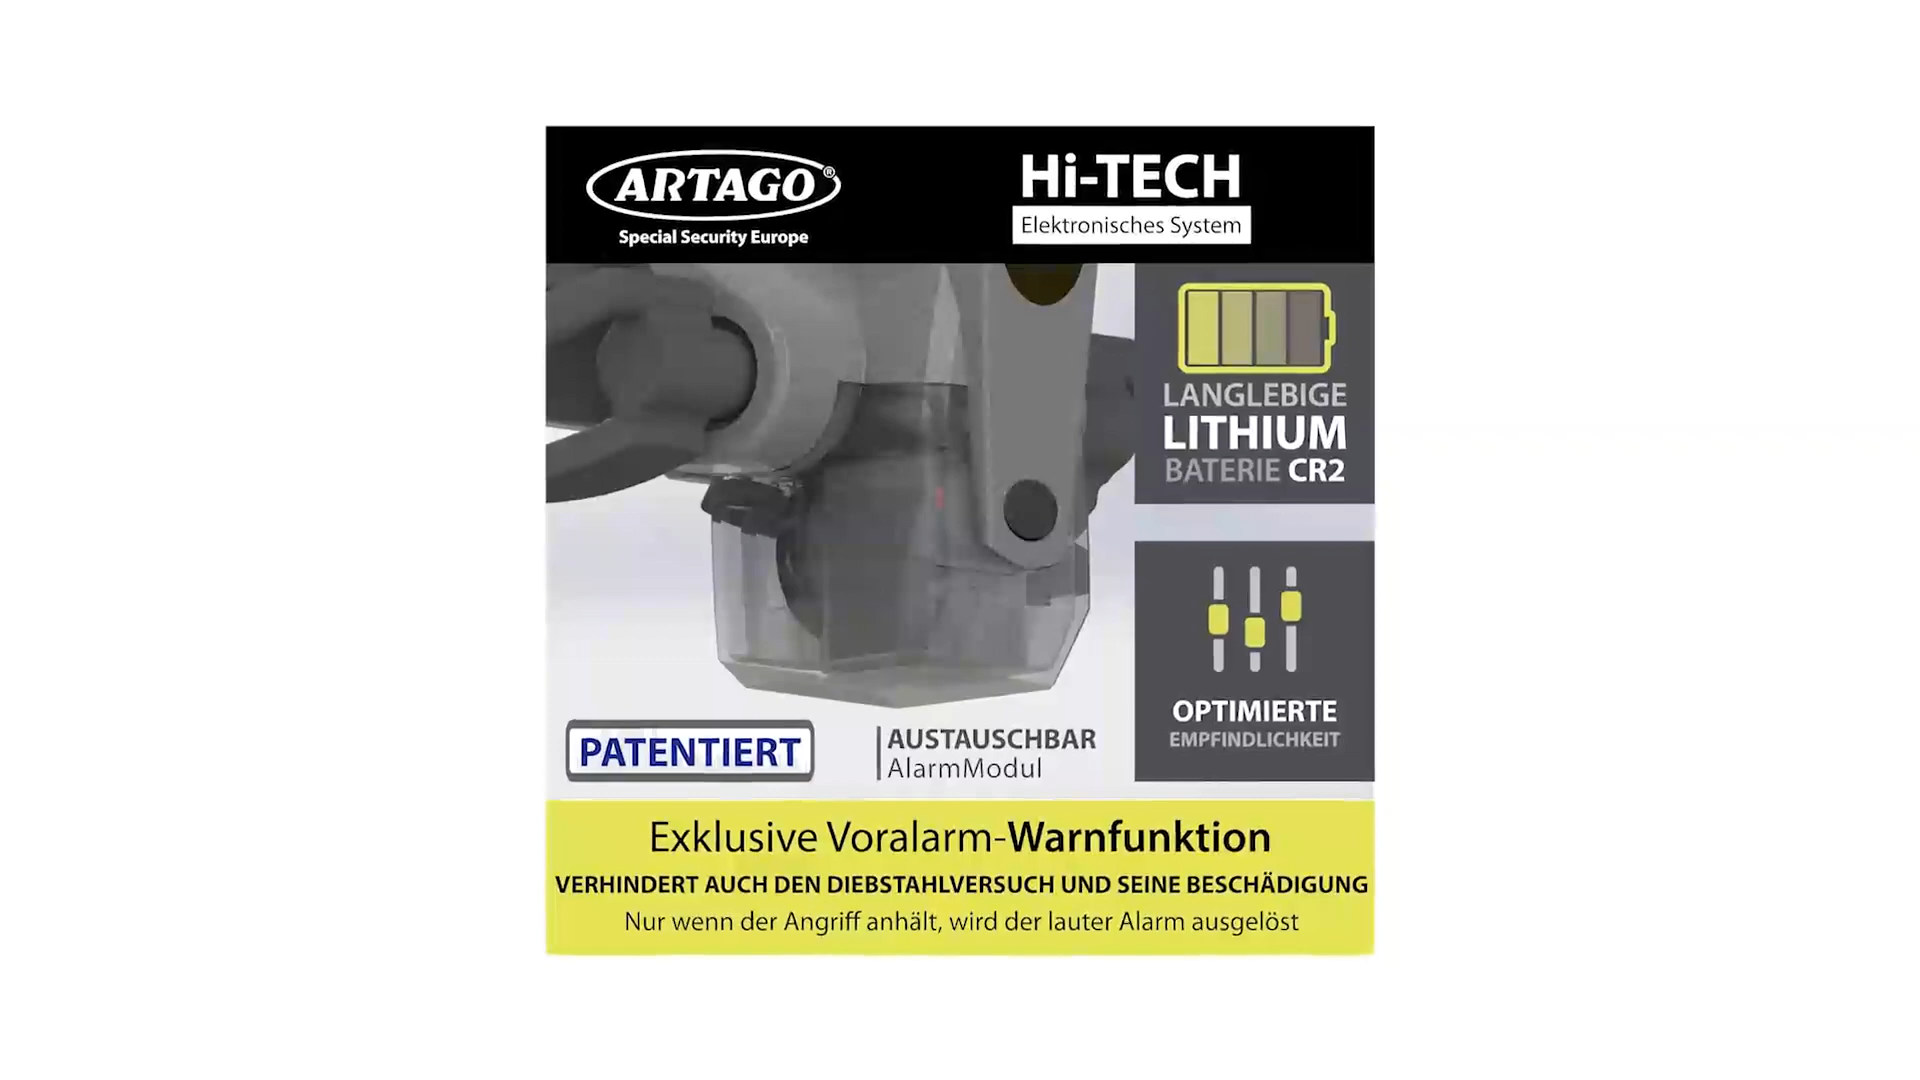 ARTAGO®
Special Security Europe
Hi-TECH
Elektronisches System
LANGLEBIGE
LITHIUM
BATERIE CR2
OPTIMIERTE
EMPFINDLICHKEIT
PATENTIERT
AUSTAUSCHBAR
AlarmModul
Exklusive Voralarm-Warnfunktion
VERHINDERT AUCH DEN DIEBSTAHLVERSUCH UND SEINE BESCHÄDIGUNG
Nur wenn der Angriff anhält, wird der lauter Alarm ausgelöst